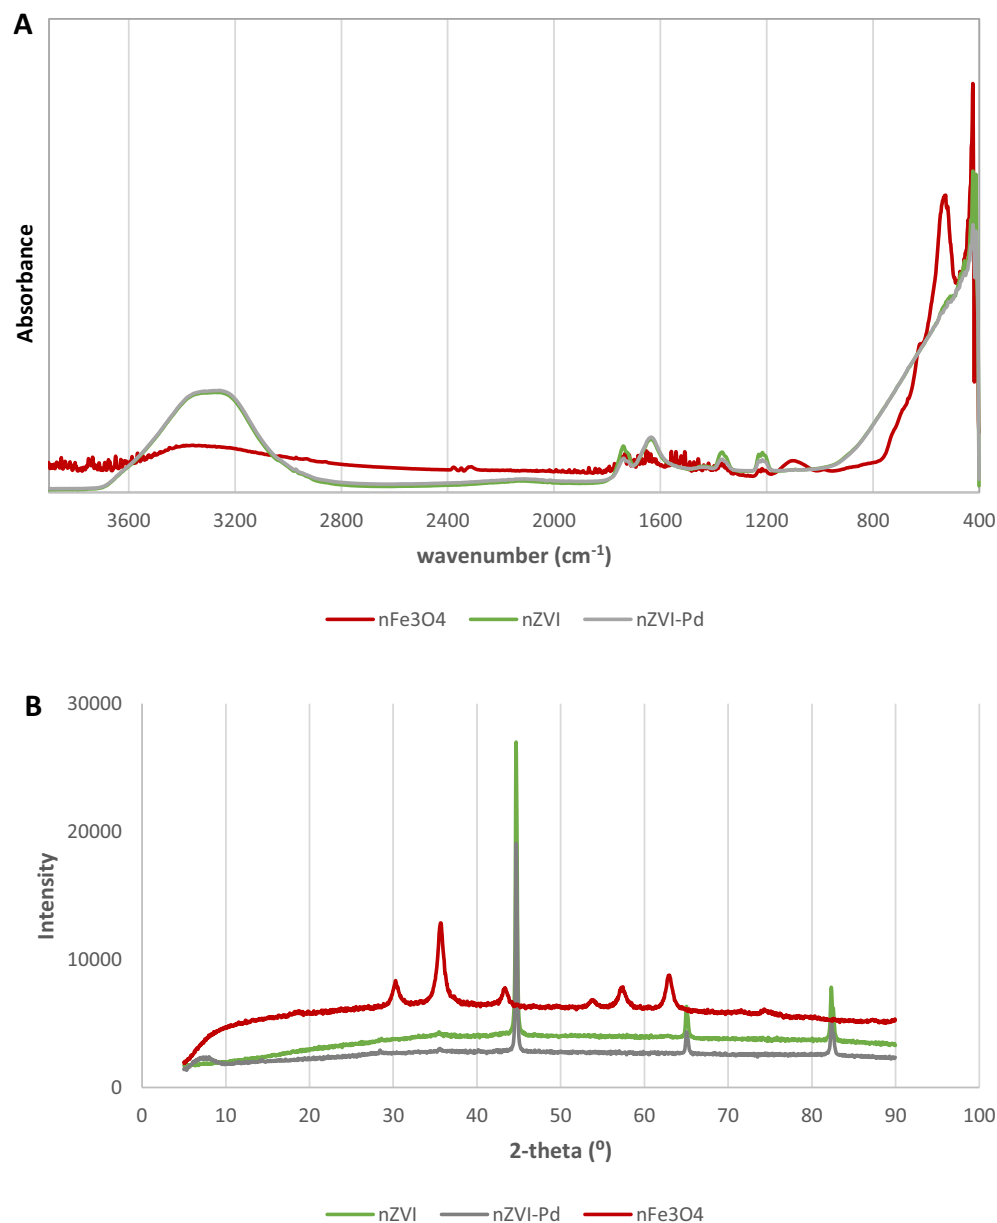 A
Absorbance
3600 3200 2800 2400 2000 1600 1200 800 400
wavenumber (cm⁻¹)
nFe3O4 nZVI nZVI-Pd
B
30000
20000
10000
0
Intensity
0 10 20 30 40 50 60 70 80 90 100
2-theta (º)
nZVI nZVI-Pd nFe3O4